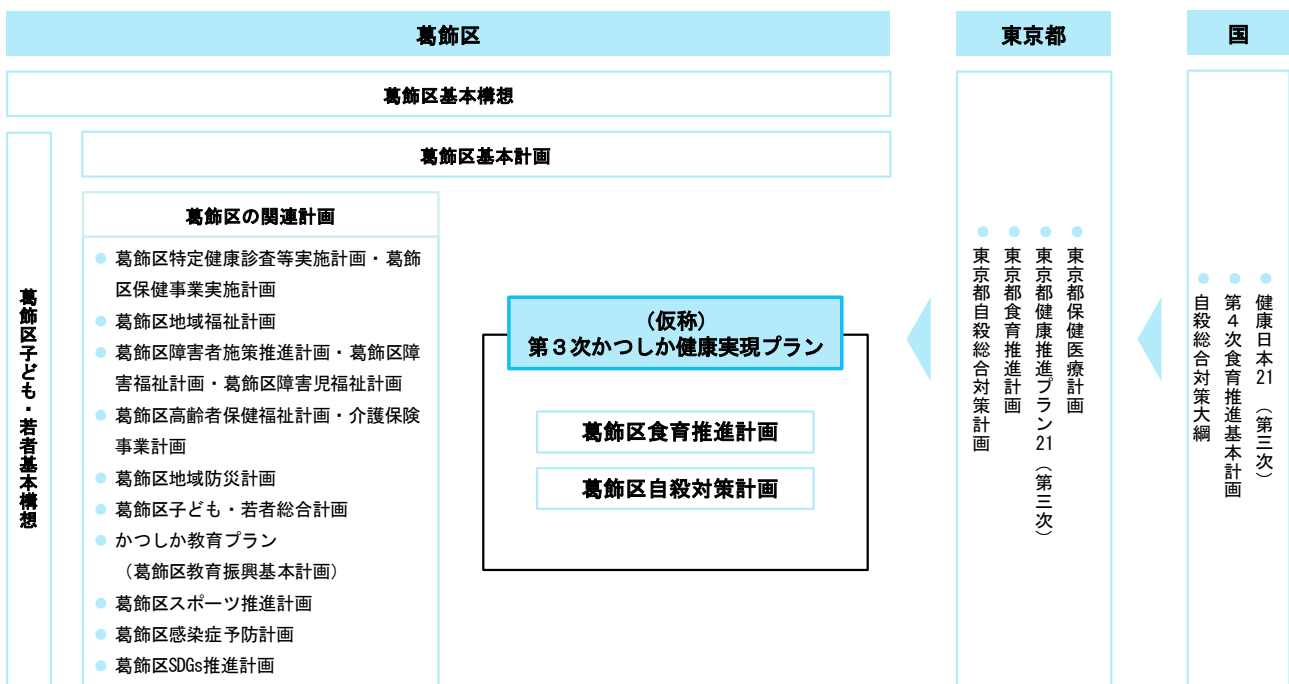 葛飾区
葛飾区基本構想
葛飾区子ども・若者基本構想
葛飾区基本計画
葛飾区の関連計画
葛飾区特定健康診査等実施計画・葛飾
区保健事業実施計画
葛飾区地域福祉計画
葛飾区障害者施策推進計画・葛飾区障
害福祉計画・葛飾区障害児福祉計画
葛飾区高齢者保健福祉計画・介護保険
事業計画
葛飾区地域防災計画
葛飾区子ども・若者総合計画
かつしか教育プラン
（葛飾区教育振興基本計画）
葛飾区スポーツ推進計画
葛飾区感染症予防計画
葛飾区SDGs推進計画
（仮称）
第３次かつしか健康実現プラン
葛飾区食育推進計画
葛飾区自殺対策計画
東京都
東京都保健医療計画
東京都健康推進プラン21（第三次）
東京都食育推進計画
東京都自殺総合対策計画
国
健康日本21（第三次）
第４次食育推進基本計画
自殺総合対策大綱